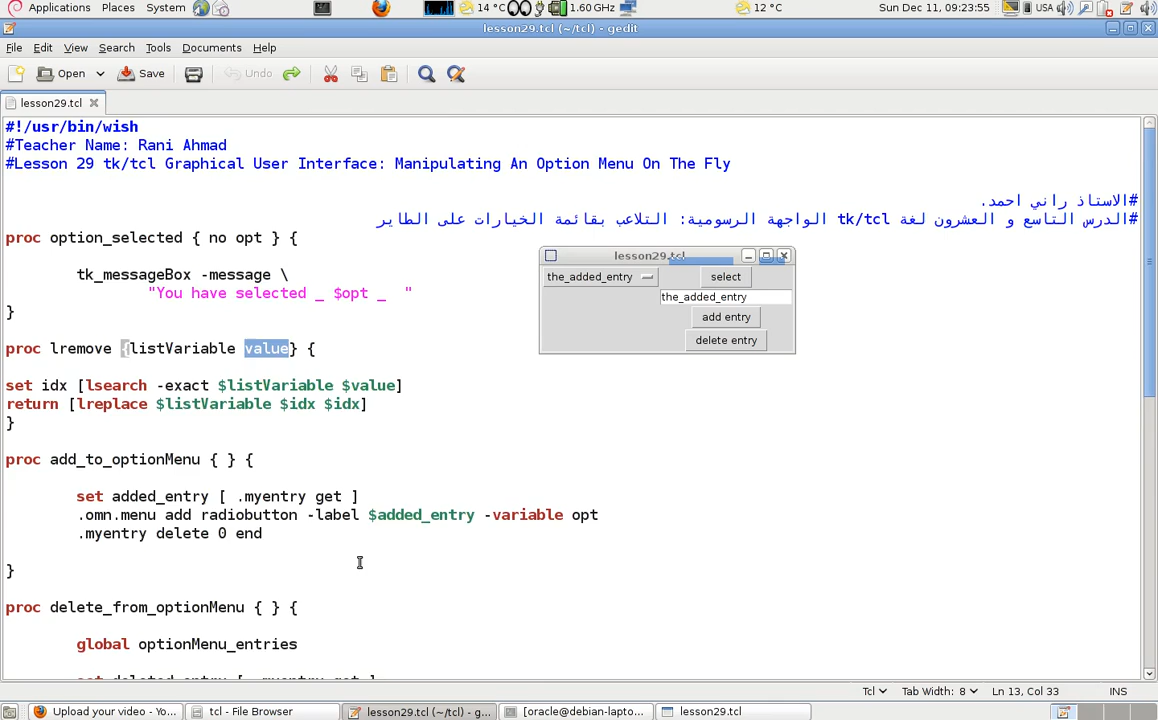 Applications Places System 14 °C 1.60 GHz 12 °C Sun Dec 11, 09:23:55 USA
lesson29.tcl (~/tcl) - gedit
File Edit View Search Tools Documents Help
Open Save Undo
lesson29.tcl
#!/usr/bin/wish
#Teacher Name: Rani Ahmad
#Lesson 29 tk/tcl Graphical User Interface: Manipulating An Option Menu On The Fly
#الاستاذ راني احمد.
#الدرس التاسع و العشرون لغة tk/tcl الواجهة الرسومية: التلاعب بقائمة الخيارات على الطاير
proc option_selected { no opt } {
tk_messageBox -message \
"You have selected _ $opt _ "
}
proc lremove {listVariable value} {
set idx [lsearch -exact $listVariable $value]
return [lreplace $listVariable $idx $idx]
}
proc add_to_optionMenu { } {
set added_entry [ .myentry get ]
.omn.menu add radiobutton -label $added_entry -variable opt
.myentry delete 0 end
}
proc delete_from_optionMenu { } {
global optionMenu_entries
set deleted_entry [ .myentry get ]
lesson29.tcl
the_added_entry select
the_added_entry
add entry
delete entry
Tcl Tab Width: 8 Ln 13, Col 33 INS
Upload your video - Yo... tcl - File Browser lesson29.tcl (~/tcl) - g... [oracle@debian-lapto... lesson29.tcl